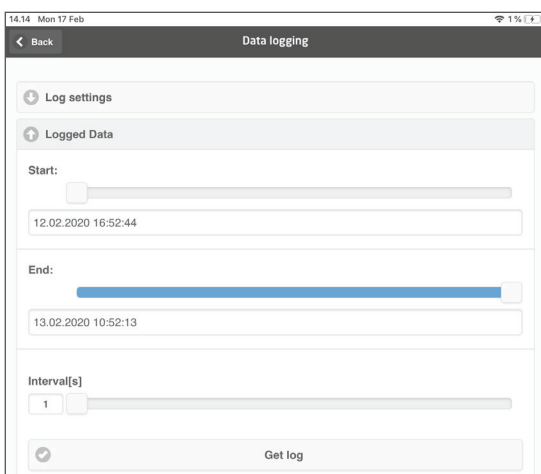 14.14 Mon 17 Feb 1%
Back Data logging
Log settings
Logged Data
Start:
12.02.2020 16:52:44
End:
13.02.2020 10:52:13
Interval[s]
1
Get log